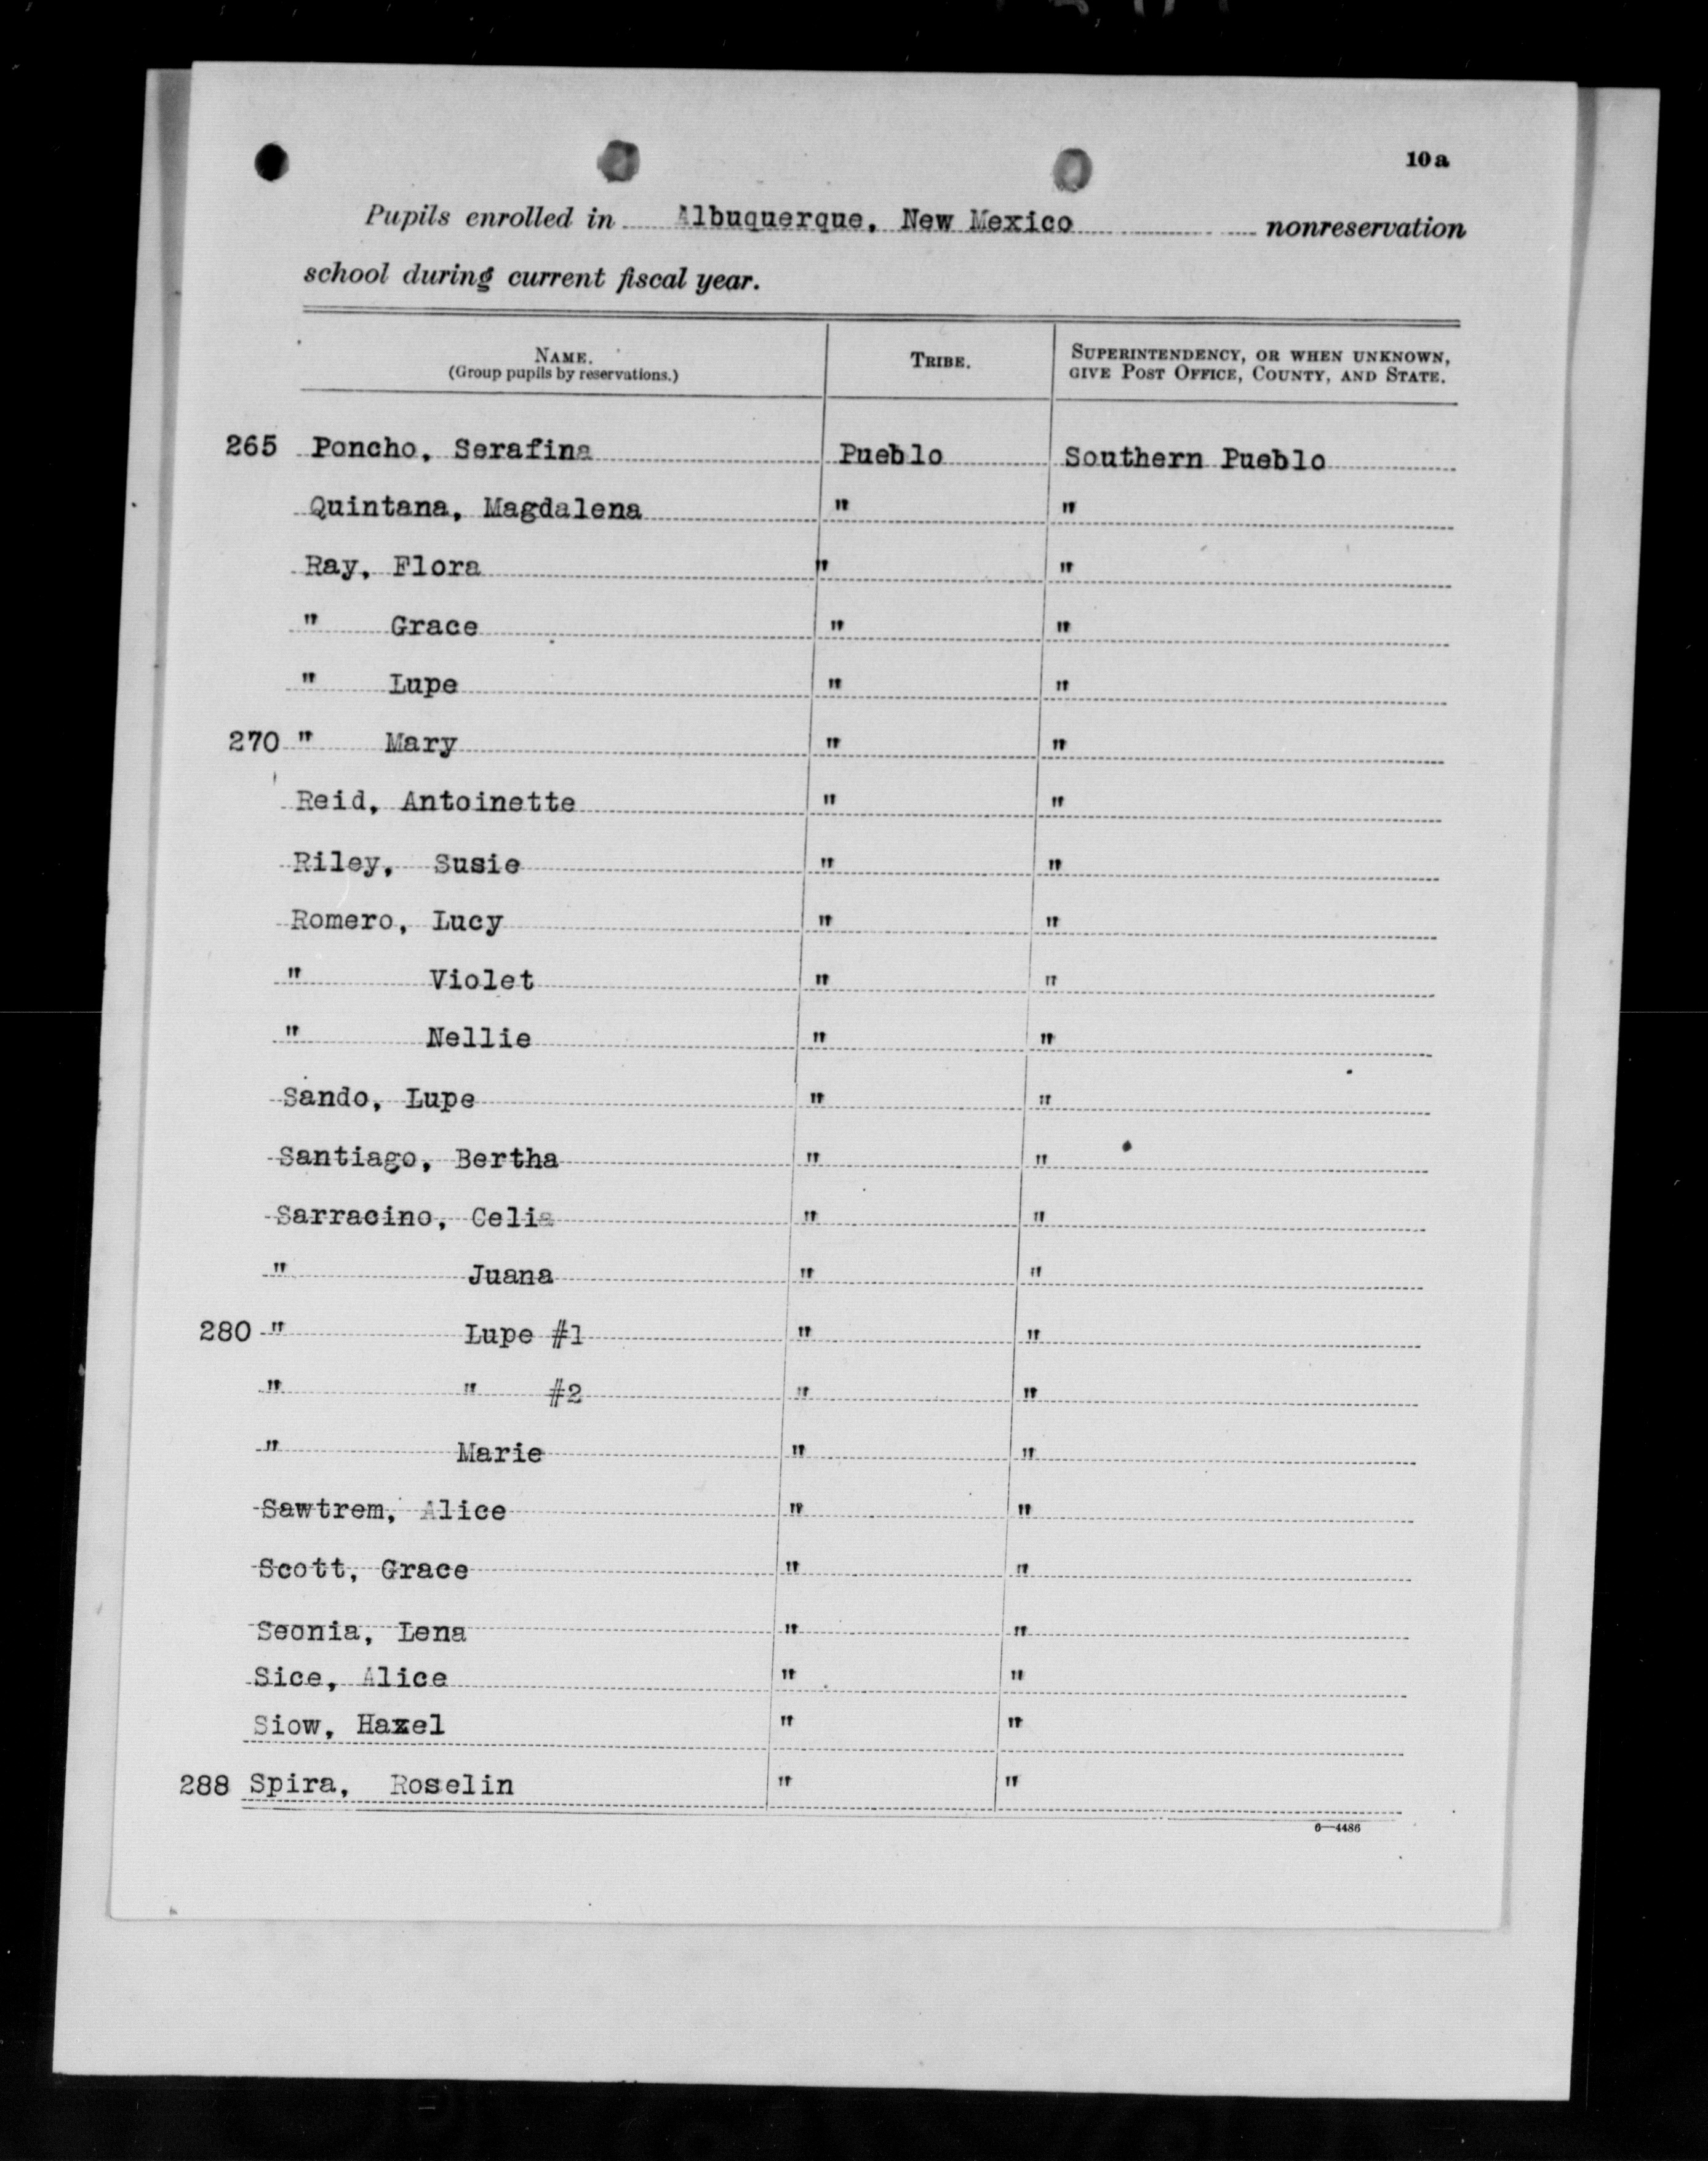 10a
Pupils enrolled in Albuquerque, New Mexico nonreservation
school during current fiscal year.
NAME. (Group pupils by reservations.) TRIBE. SUPERINTENDENCY, OR WHEN UNKNOWN, GIVE POST OFFICE, COUNTY, AND STATE.
265 Poncho, Serafina Pueblo Southern Pueblo
Quintana, Magdalena " "
Ray, Flora " "
" Grace " "
" Lupe " "
270 " Mary " "
Reid, Antoinette " "
Riley, Susie " "
Romero, Lucy " "
" Violet " "
" Nellie " "
Sando, Lupe " "
Santiago, Bertha " "
Sarracino, Celia " "
" Juana " "
280 " Lupe #1 " "
" " #2 " "
" Marie " "
Sawtrem, Alice " "
Scott, Grace " "
Seonia, Lena " "
Sice, Alice " "
Siow, Hazel " "
288 Spira, Roselin " "
6—4486